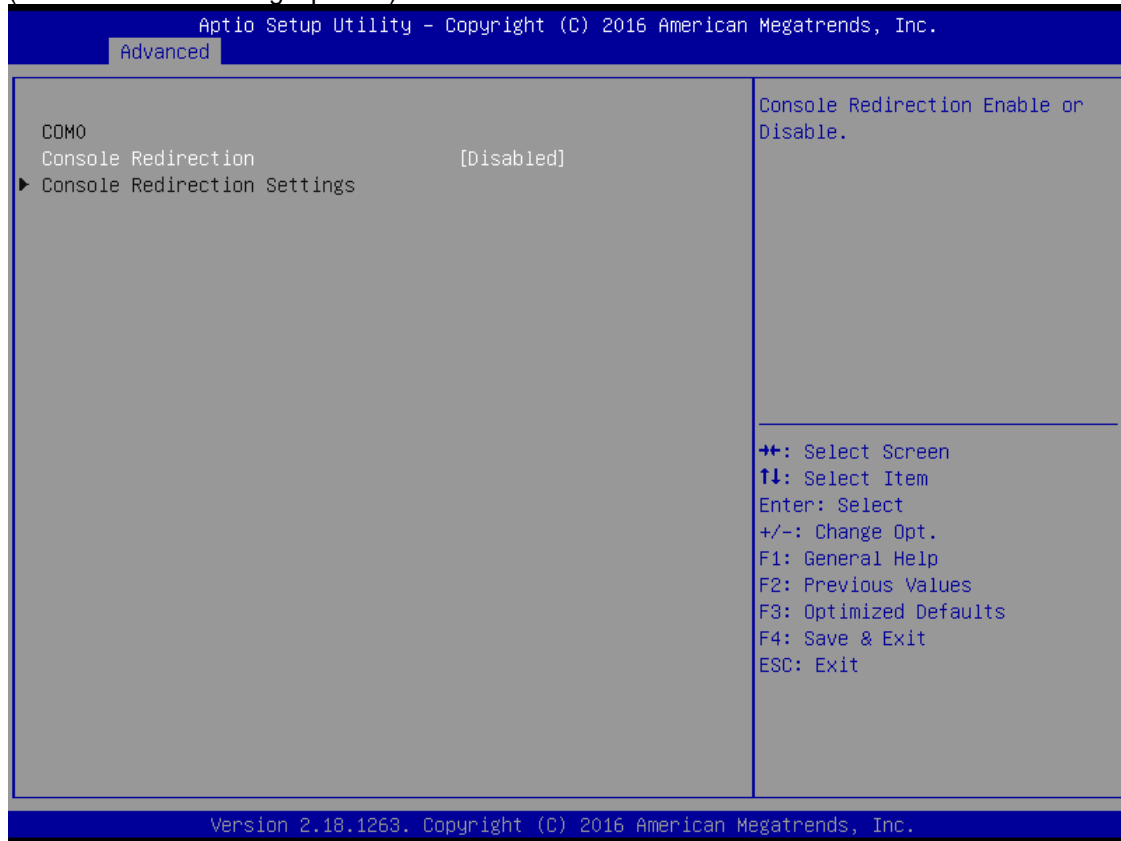 Aptio Setup Utility – Copyright (C) 2016 American Megatrends, Inc.
Advanced
COM0
Console Redirection [Disabled]
▶ Console Redirection Settings
Console Redirection Enable or
Disable.
→←: Select Screen
↑↓: Select Item
Enter: Select
+/-: Change Opt.
F1: General Help
F2: Previous Values
F3: Optimized Defaults
F4: Save & Exit
ESC: Exit
Version 2.18.1263. Copyright (C) 2016 American Megatrends, Inc.